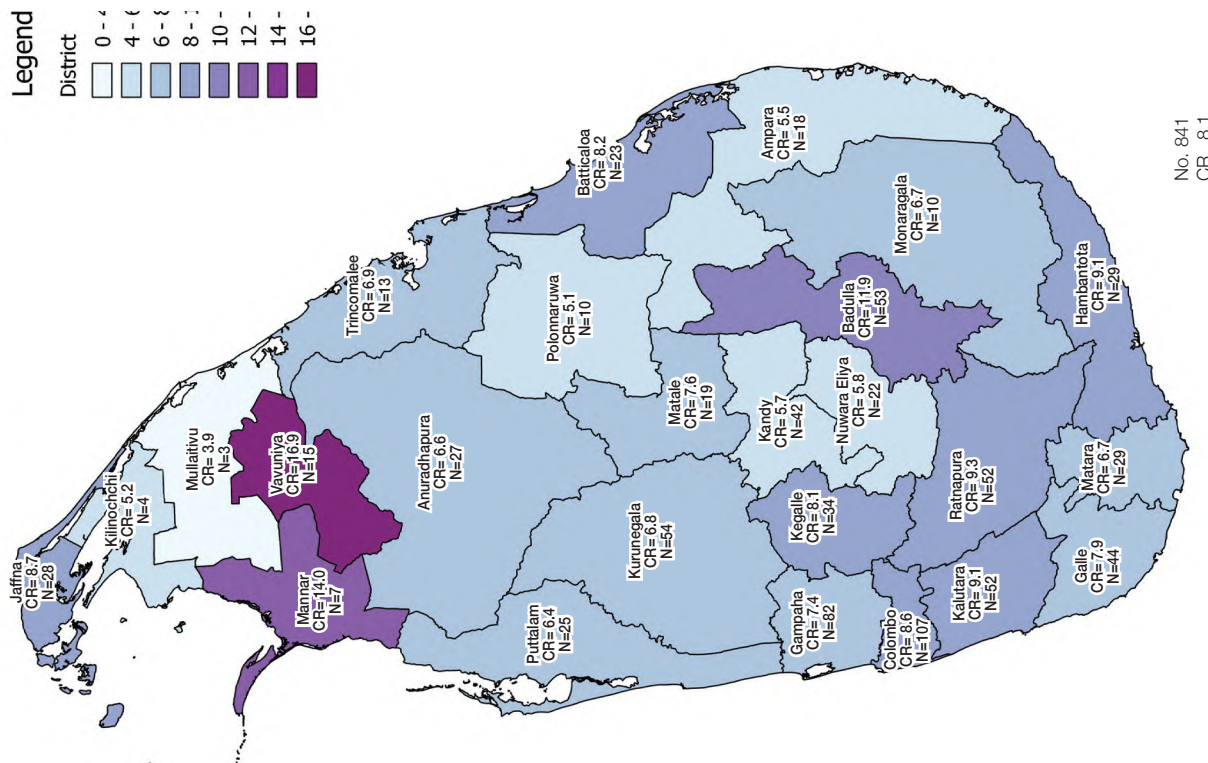 Legend
District
0 - 4
4 - 6
6 - 8
8 - 1
10 -
12 -
14 -
16 -
Jaffna
CR= 8.7
N=28
Kilinochchi
CR= 5.2
N=4
Mullaitivu
CR= 3.9
N=3
Vavuniya
CR=16.9
N=15
Mannar
CR=14.0
N=7
Trincomalee
CR= 6.9
N=13
Anuradhapura
CR= 6.6
N=27
Polonnaruwa
CR= 5.1
N=10
Batticaloa
CR= 8.2
N=23
Puttalam
CR= 6.4
N=25
Kurunegala
CR= 6.8
N=54
Matale
CR= 7.6
N=19
Ampara
CR= 5.5
N=18
Kandy
CR= 5.7
N=42
Nuwara Eliya
CR= 5.8
N=22
Badulla
CR=11.9
N=53
Monaragala
CR= 6.7
N=10
Gampaha
CR= 7.4
N=82
Kegalle
CR= 8.1
N=34
Colombo
CR= 8.6
N=107
Ratnapura
CR= 9.3
N=52
Kalutara
CR= 9.1
N=52
Hambantota
CR= 9.1
N=29
Galle
CR= 7.9
N=44
Matara
CR= 6.7
N=29
No. 841
CR 8.1